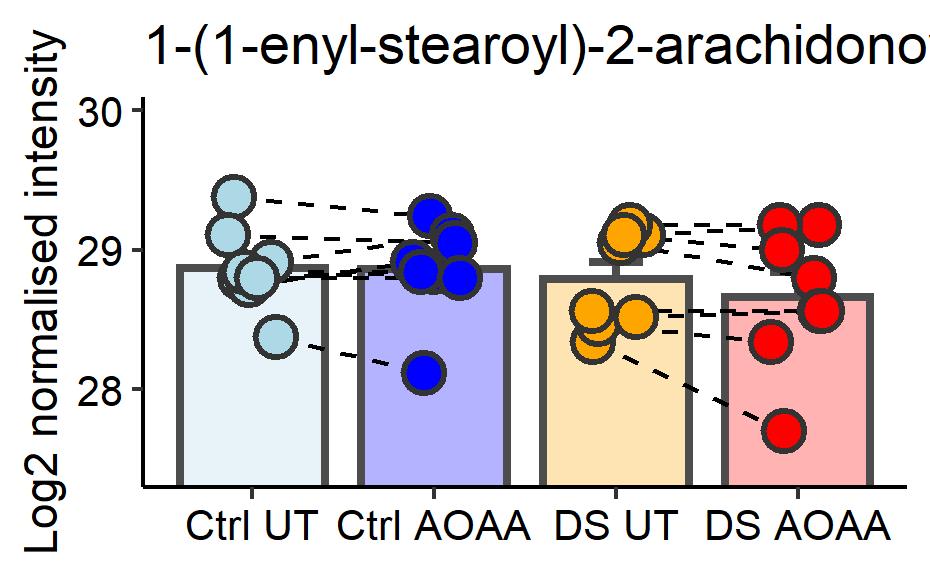 1-(1-enyl-stearoyl)-2-arachidono
Log2 normalised intensity
30
29
28
Ctrl UT Ctrl AOAA DS UT DS AOAA